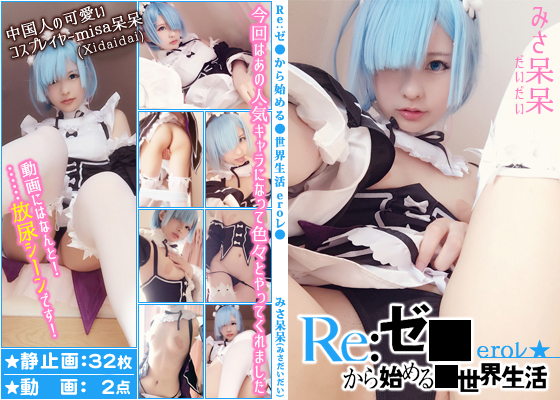 中国人の可愛い
コスプレイヤーmisa呆呆
(Xidaidai)
動画にはなんと！
……放尿シーンです！
★静止画：32枚
★動　画：　2点
今回はあの人気キャラになって色々とやってくれました
Re:ゼ●から始める●世界生活 eroレ●
みさ呆呆(みさだいだい)
みさ呆呆
だいだい
Re:ゼ
eroレ★
から始める■世界生活